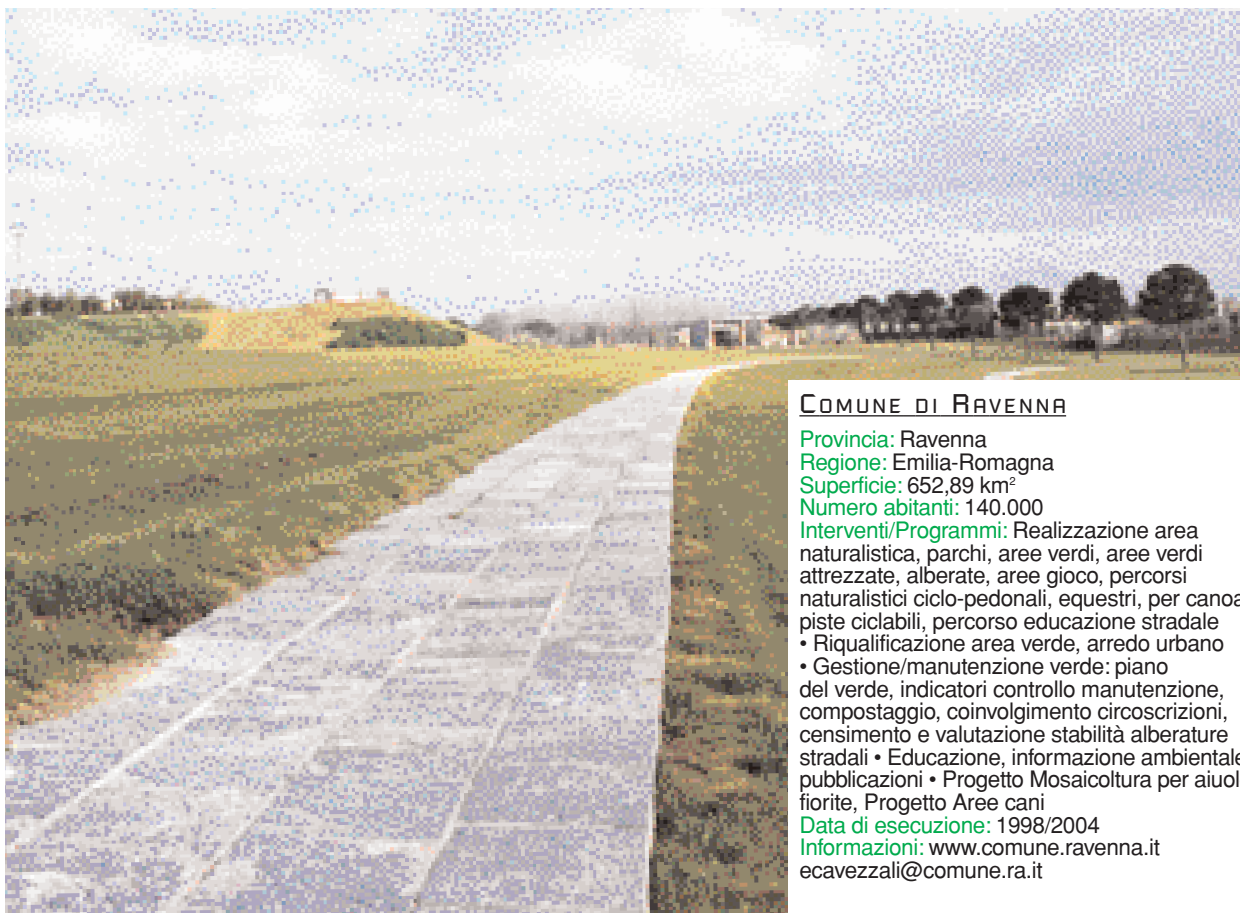 COMUNE DI RAVENNA
Provincia: Ravenna
Regione: Emilia-Romagna
Superficie: 652,89 km²
Numero abitanti: 140.000
Interventi/Programmi: Realizzazione area
naturalistica, parchi, aree verdi, aree verdi
attrezzate, alberate, aree gioco, percorsi
naturalistici ciclo-pedonali, equestri, per canoa
piste ciclabili, percorso educazione stradale
• Riqualificazione area verde, arredo urbano
• Gestione/manutenzione verde: piano
del verde, indicatori controllo manutenzione,
compostaggio, coinvolgimento circoscrizioni,
censimento e valutazione stabilità alberature
stradali • Educazione, informazione ambientale
pubblicazioni • Progetto Mosaicoltura per aiuol
fiorite, Progetto Aree cani
Data di esecuzione: 1998/2004
Informazioni: www.comune.ravenna.it
ecavezzali@comune.ra.it